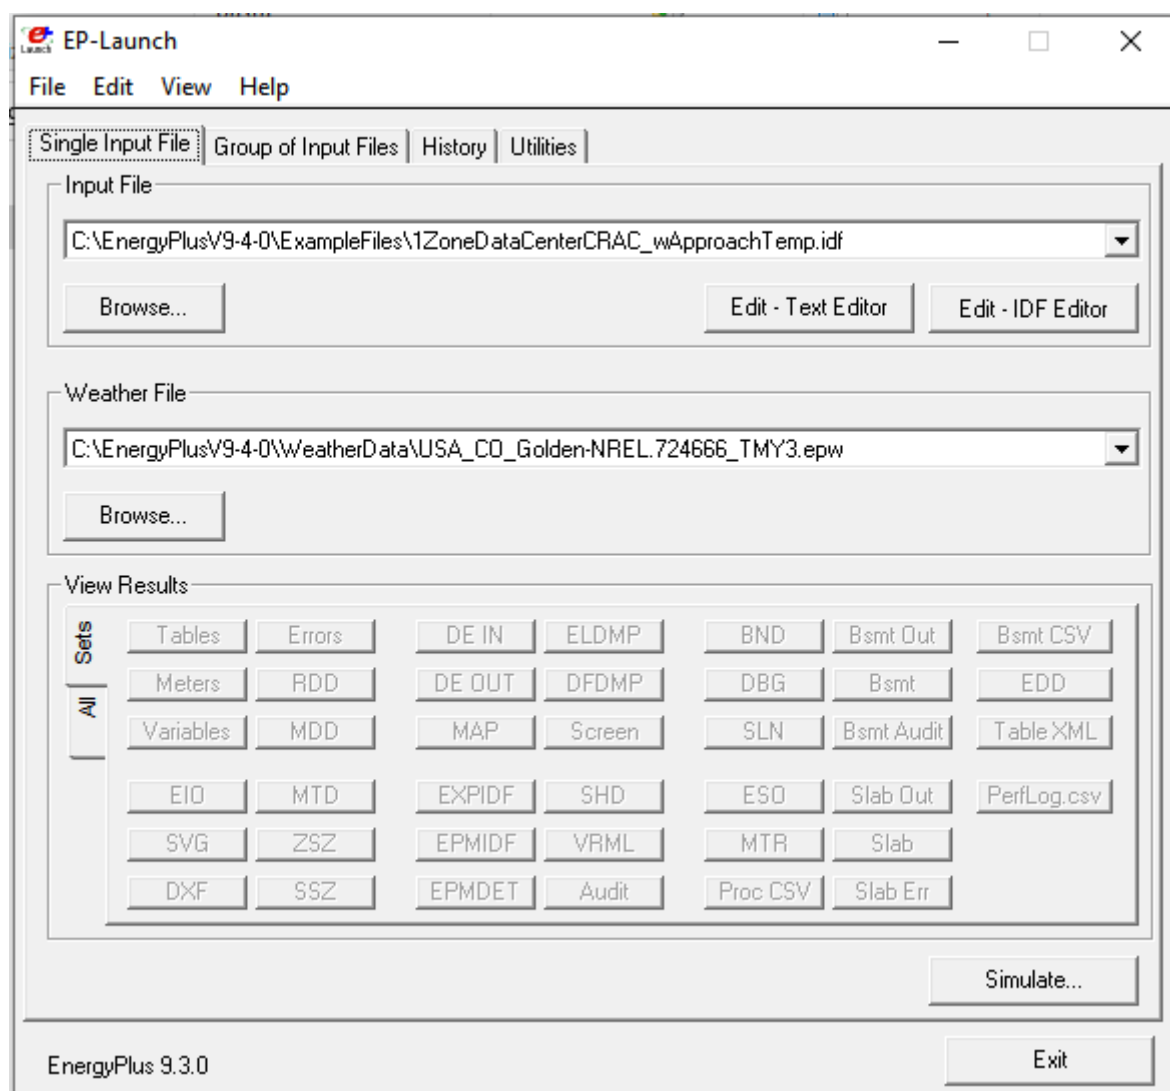 EP-Launch
File Edit View Help
Single Input File Group of Input Files History Utilities
Input File
C:\EnergyPlusV9-4-0\ExampleFiles\1ZoneDataCenterCRAC_wApproachTemp.idf
Browse... Edit - Text Editor Edit - IDF Editor
Weather File
C:\EnergyPlusV9-4-0\WeatherData\USA_CO_Golden-NREL.724666_TMY3.epw
Browse...
View Results
Sets
All
Tables Errors DE IN ELDMP BND Bsmt Out Bsmt CSV
Meters RDD DE OUT DFDMP DBG Bsmt EDD
Variables MDD MAP Screen SLN Bsmt Audit Table XML
EIO MTD EXPIDF SHD ESO Slab Out PerfLog.csv
SVG ZSZ EPMIDF VRML MTR Slab
DXF SSZ EPMDET Audit Proc CSV Slab Err
Simulate...
EnergyPlus 9.3.0 Exit